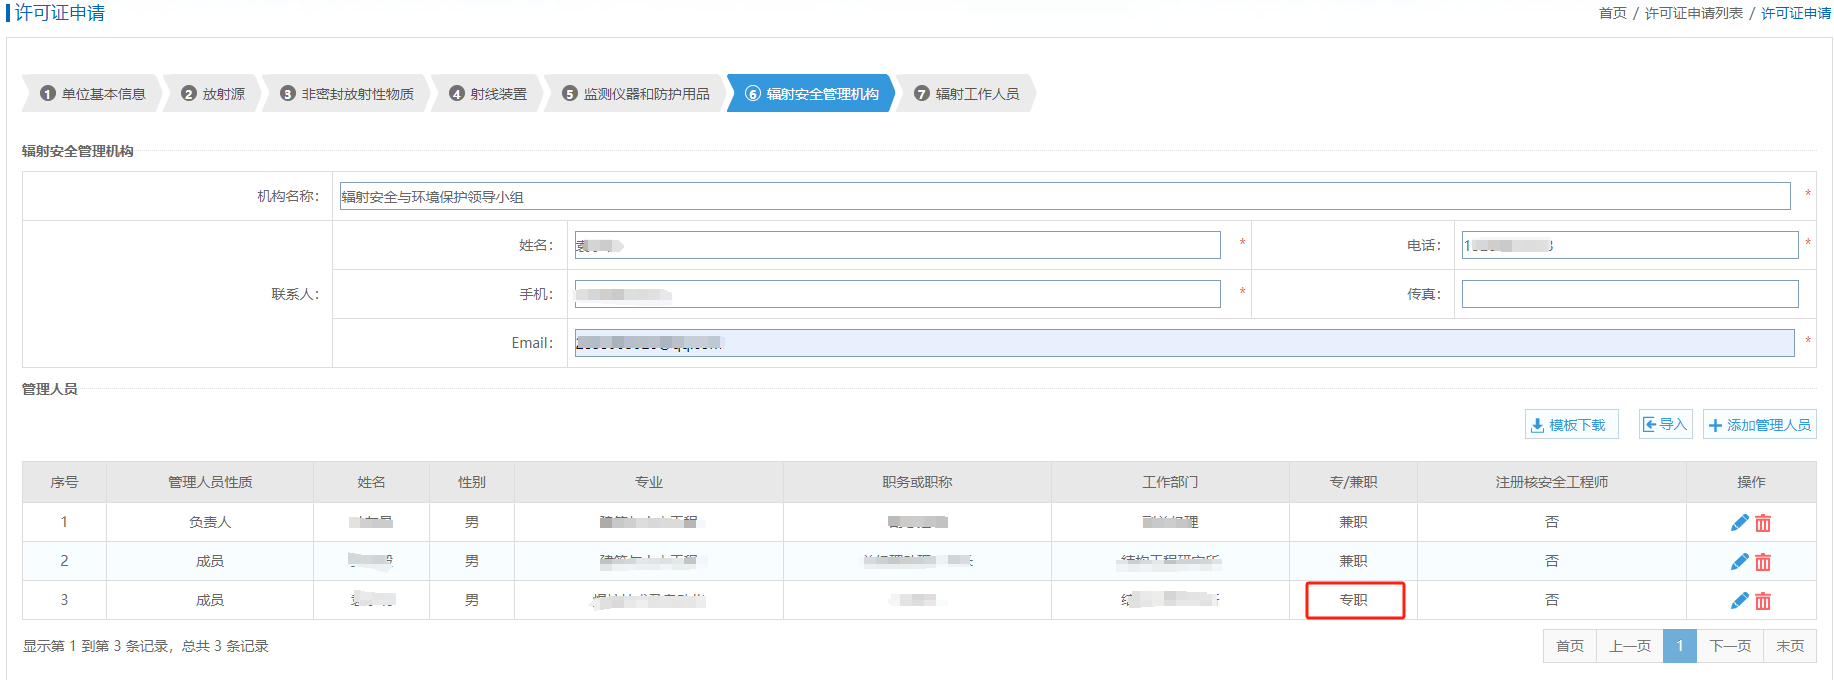 许可证申请
首页 / 许可证申请列表 / 许可证申请
1 单位基本信息 2 放射源 3 非密封放射性物质 4 射线装置 5 监测仪器和防护用品 6 辐射安全管理机构 7 辐射工作人员
辐射安全管理机构
机构名称: 辐射安全与环境保护领导小组 *
联系人:
姓名: * 电话: *
手机: * 传真:
Email: *
管理人员
模板下载 导入 添加管理人员
序号 管理人员性质 姓名 性别 专业 职务或职称 工作部门 专/兼职 注册核安全工程师 操作
1 负责人 男 兼职 否
2 成员 男 兼职 否
3 成员 男 专职 否
显示第 1 到第 3 条记录，总共 3 条记录
首页 上一页 1 下一页 末页